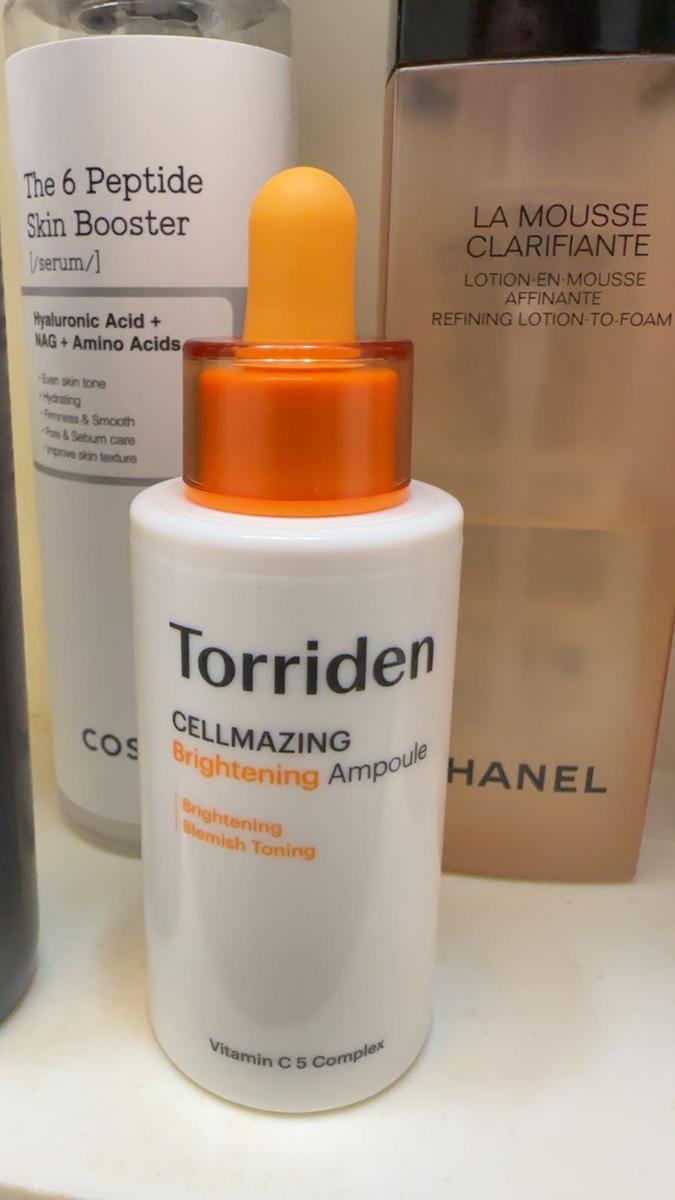 The 6 Peptide
Skin Booster
[/serum/]
Hyaluronic Acid +
NAG + Amino Acids
· Even skin tone
· Hydrating
· Firmness & Smooth
· Pore & Sebum care
· Improve skin texture
COS
LA MOUSSE
CLARIFIANTE
LOTION-EN-MOUSSE
AFFINANTE
REFINING LOTION-TO-FOAM
HANEL
Torriden
CELLMAZING
Brightening Ampoule
Brightening
Blemish Toning
Vitamin C 5 Complex